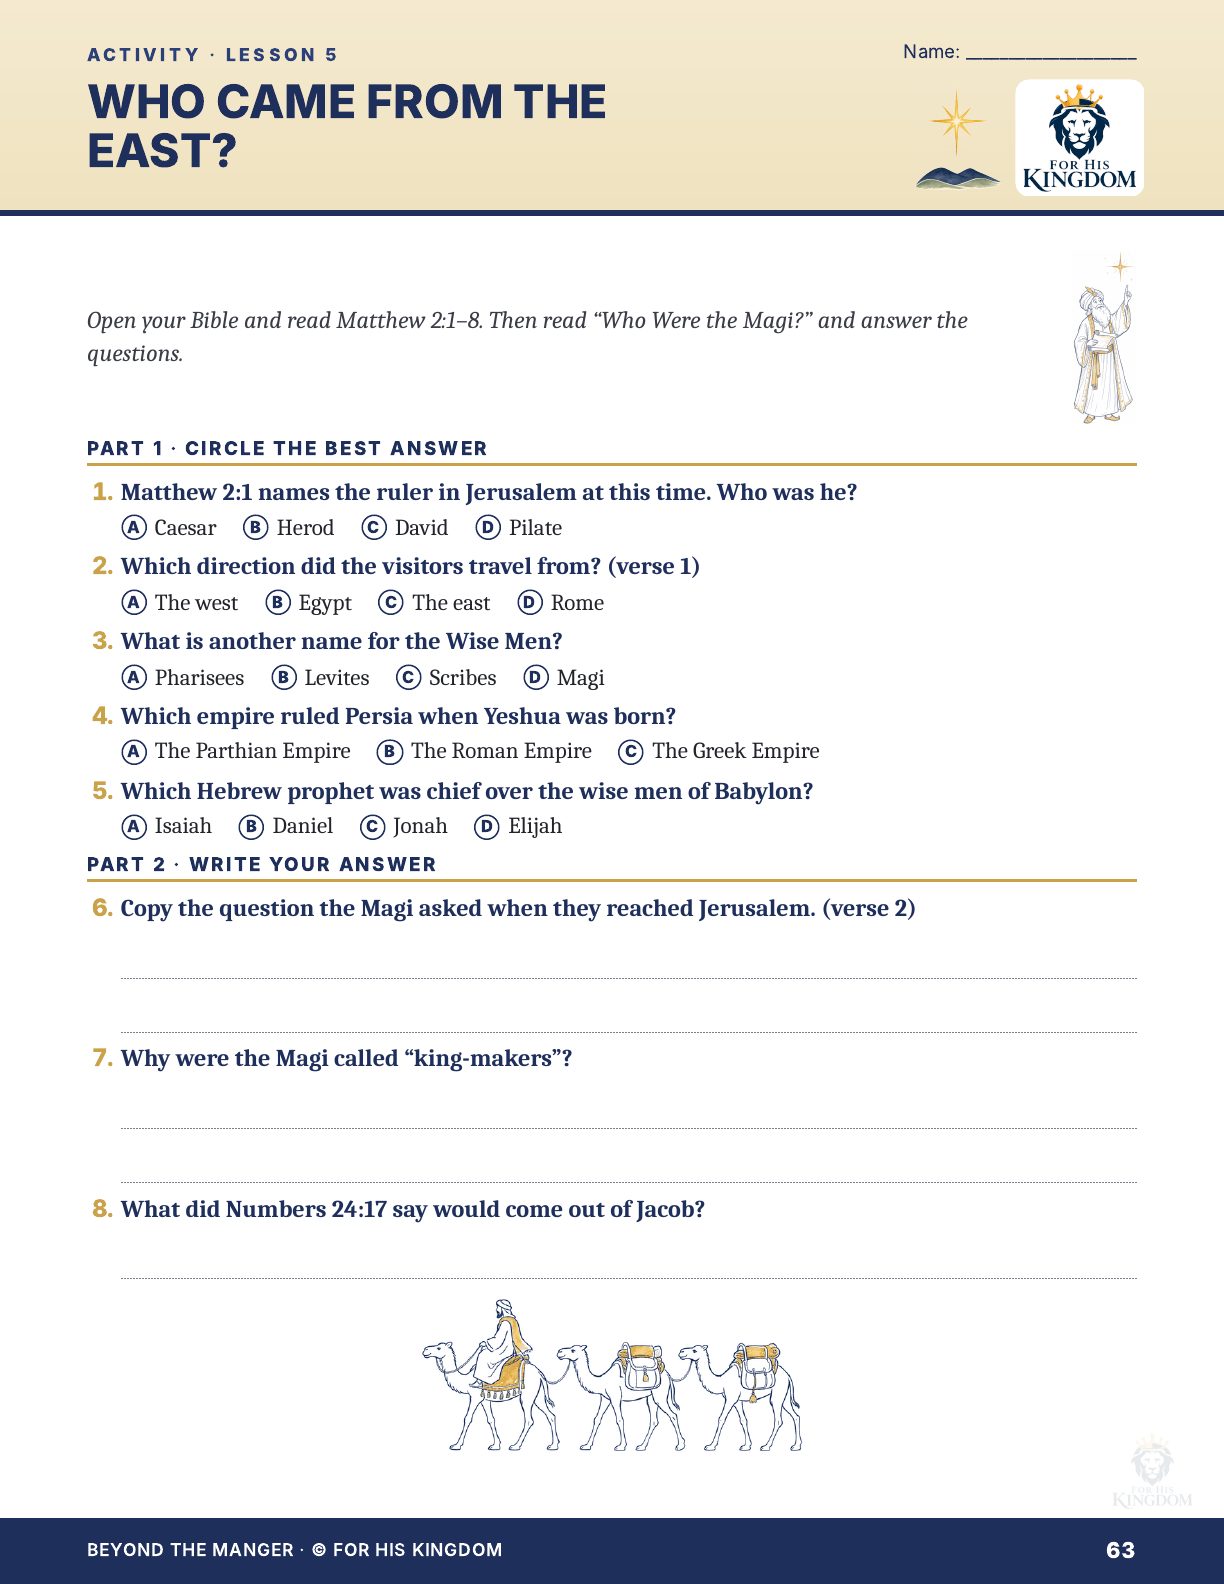 ACTIVITY · LESSON 5
Name: ___________________
WHO CAME FROM THE
EAST?
FOR HIS
KINGDOM
Open your Bible and read Matthew 2:1–8. Then read “Who Were the Magi?” and answer the
questions.
PART 1 · CIRCLE THE BEST ANSWER
1. Matthew 2:1 names the ruler in Jerusalem at this time. Who was he?
A Caesar B Herod C David D Pilate
2. Which direction did the visitors travel from? (verse 1)
A The west B Egypt C The east D Rome
3. What is another name for the Wise Men?
A Pharisees B Levites C Scribes D Magi
4. Which empire ruled Persia when Yeshua was born?
A The Parthian Empire B The Roman Empire C The Greek Empire
5. Which Hebrew prophet was chief over the wise men of Babylon?
A Isaiah B Daniel C Jonah D Elijah
PART 2 · WRITE YOUR ANSWER
6. Copy the question the Magi asked when they reached Jerusalem. (verse 2)
7. Why were the Magi called “king-makers”?
8. What did Numbers 24:17 say would come out of Jacob?
FOR HIS
KINGDOM
BEYOND THE MANGER · © FOR HIS KINGDOM
63